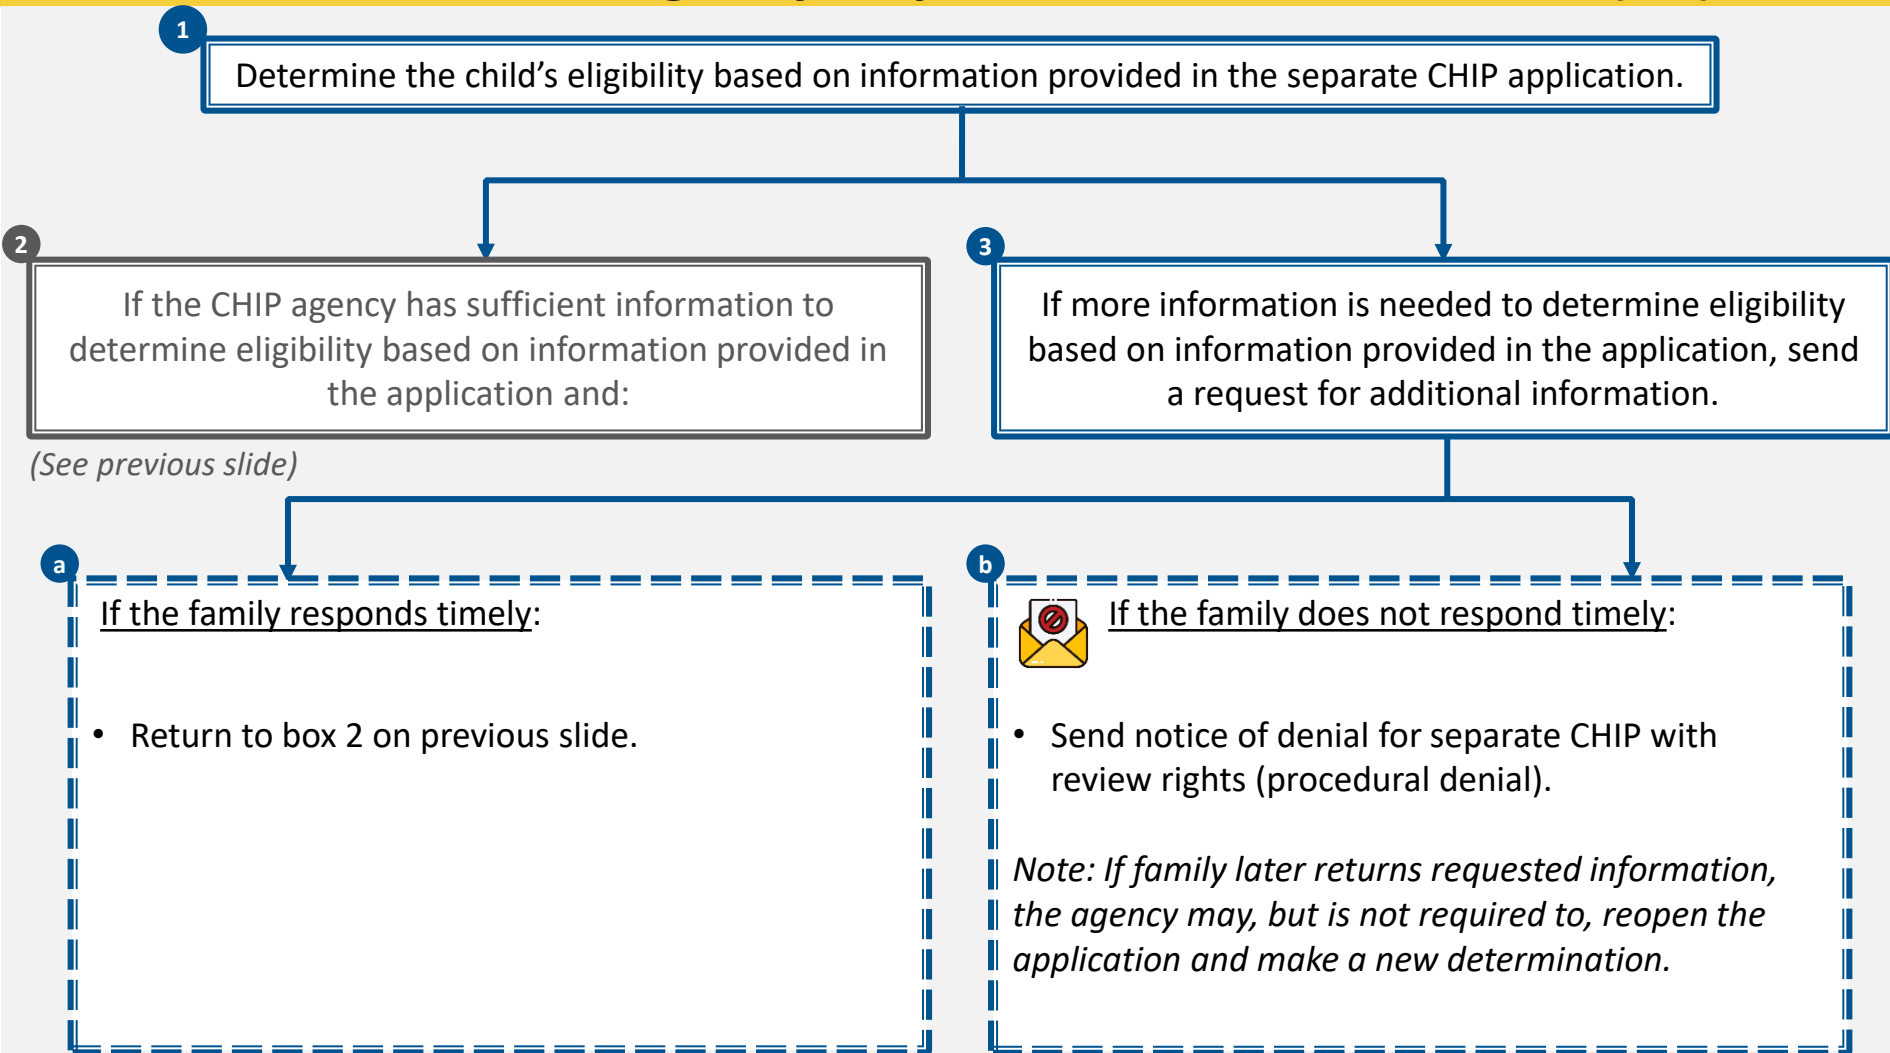 1
Determine the child's eligibility based on information provided in the separate CHIP application.
2
If the CHIP agency has sufficient information to
determine eligibility based on information provided in
the application and:
(See previous slide)
3
If more information is needed to determine eligibility
based on information provided in the application, send
a request for additional information.
a
If the family responds timely:
• Return to box 2 on previous slide.
b
If the family does not respond timely:
• Send notice of denial for separate CHIP with
review rights (procedural denial).
Note: If family later returns requested information,
the agency may, but is not required to, reopen the
application and make a new determination.